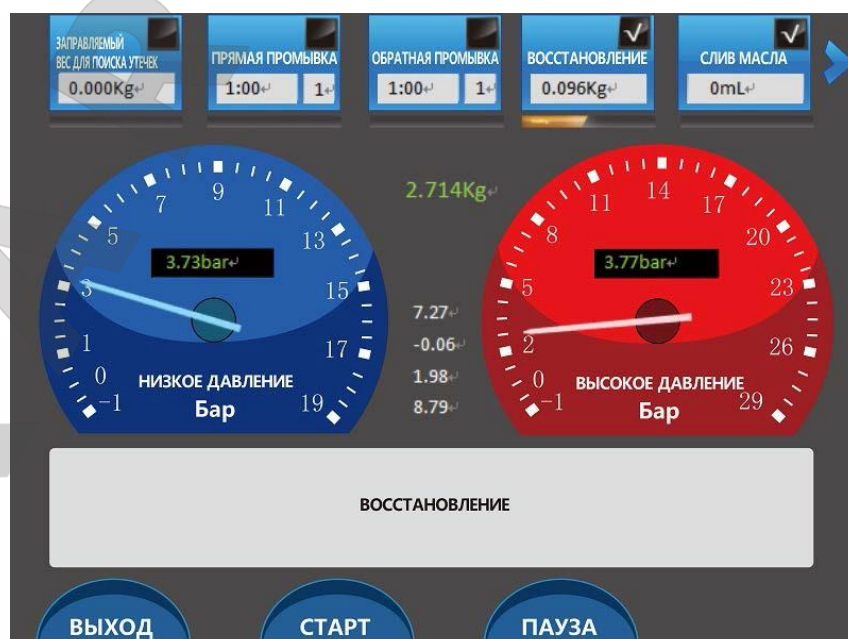 ЗАПРАВЛЯЕМЫЙ
ВЕС ДЛЯ ПОИСКА УТЕЧЕК
0.000Kg↵
ПРЯМАЯ ПРОМЫВКА
1:00↵ 1↵
ОБРАТНАЯ ПРОМЫВКА
1:00↵ 1↵
ВОССТАНОВЛЕНИЕ
0.096Kg↵
СЛИВ МАСЛА
0mL↵
-1
0
1
3
5
7
9
11
13
15
17
19
3.73bar↵
НИЗКОЕ ДАВЛЕНИЕ
Бар
2.714Kg↵
7.27↵
-0.06↵
1.98↵
8.79↵
-1
0
2
5
8
11
14
17
20
23
26
29
3.77bar↵
ВЫСОКОЕ ДАВЛЕНИЕ
Бар
ВОССТАНОВЛЕНИЕ
ВЫХОД
СТАРТ
ПАУЗА